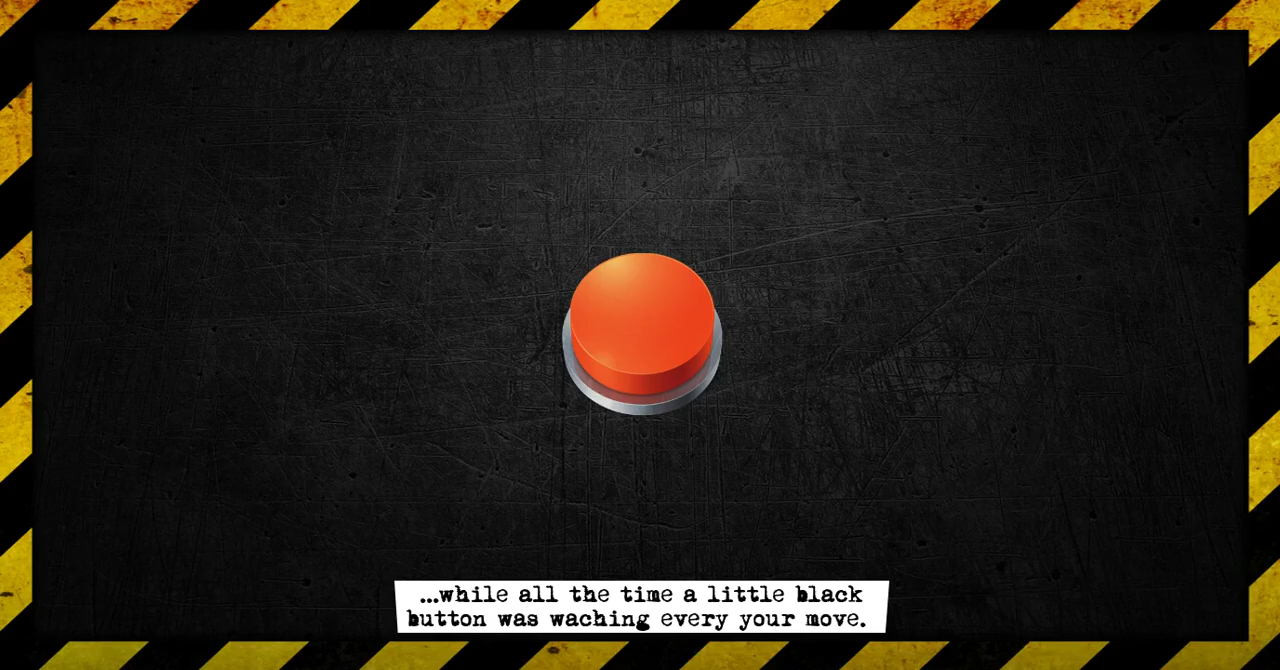 ...while all the time a little black
button was waching every your move.